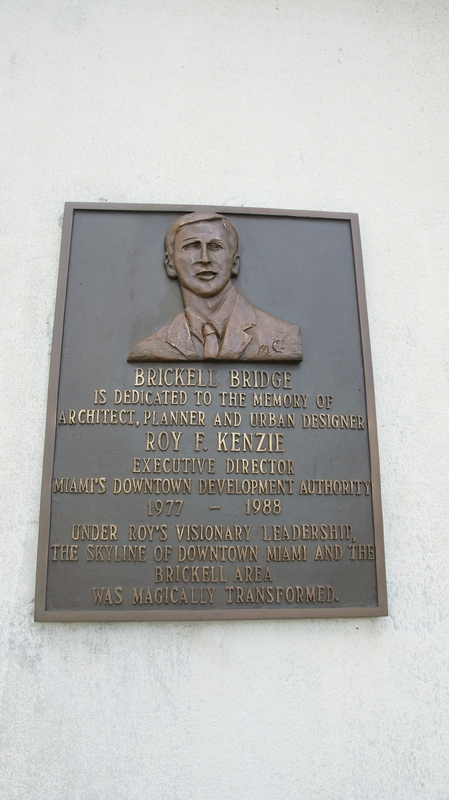 BRICKELL BRIDGE
IS DEDICATED TO THE MEMORY OF
ARCHITECT, PLANNER AND URBAN DESIGNER
ROY F. KENZIE
EXECUTIVE DIRECTOR
MIAMI'S DOWNTOWN DEVELOPMENT AUTHORITY
1977 – 1988
UNDER ROY'S VISIONARY LEADERSHIP,
THE SKYLINE OF DOWNTOWN MIAMI AND THE
BRICKELL AREA
WAS MAGICALLY TRANSFORMED.